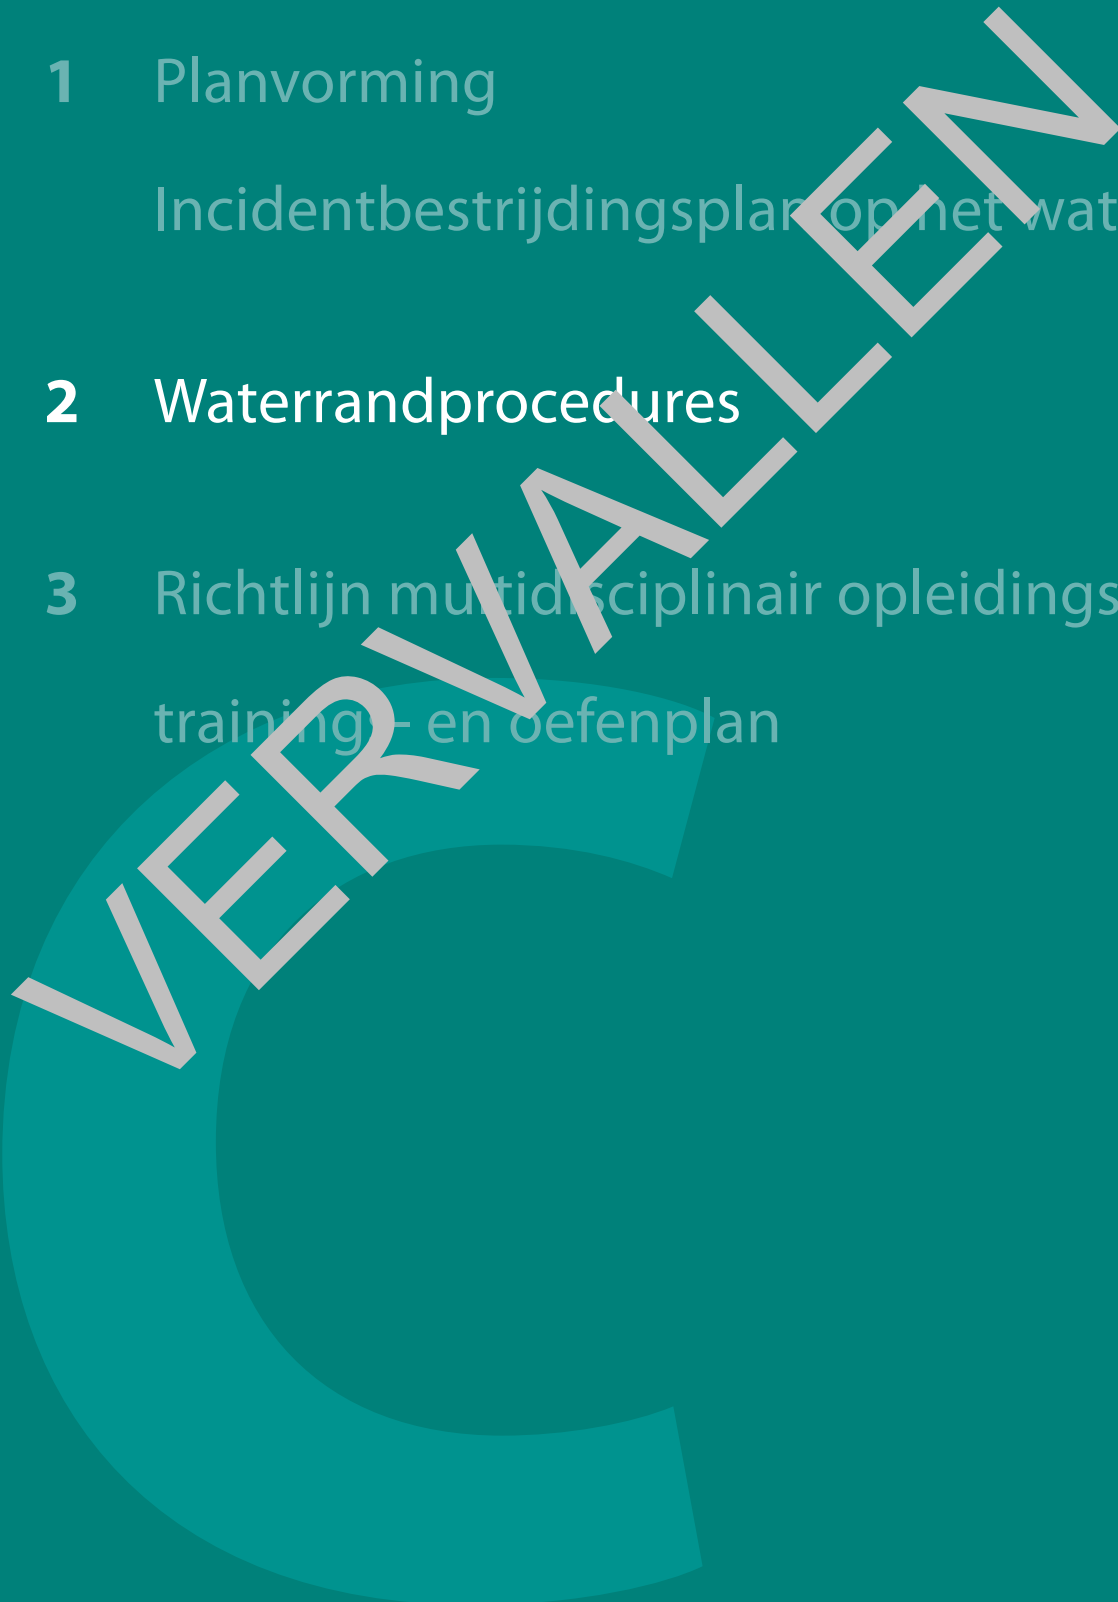 1 Planvorming
Incidentbestrijdingsplan op het wat
2 Waterrandprocedures
3 Richtlijn multidisciplinair opleidings
trainings- en oefenplan
VERVALLEN
C